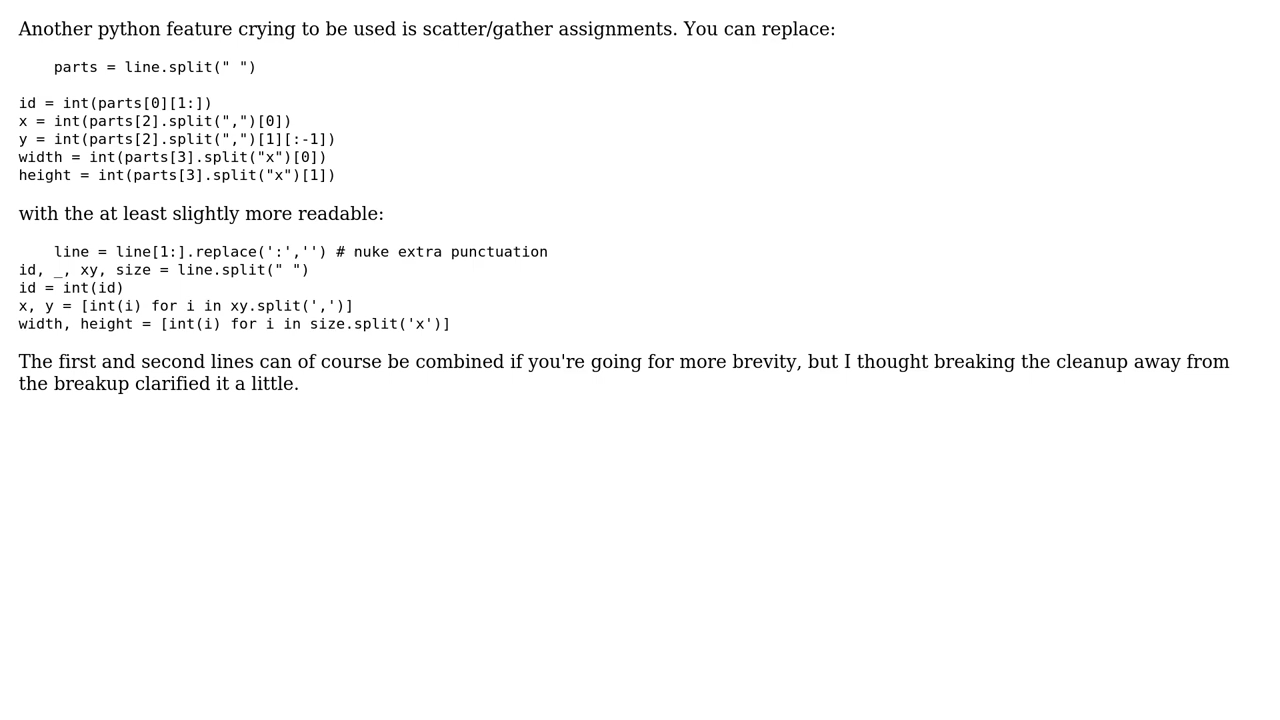 Another python feature crying to be used is scatter/gather assignments. You can replace:
    parts = line.split(" ")
id = int(parts[0][1:])
x = int(parts[2].split(",")[0])
y = int(parts[2].split(",")[1][:-1])
width = int(parts[3].split("x")[0])
height = int(parts[3].split("x")[1])
with the at least slightly more readable:
    line = line[1:].replace(':','') # nuke extra punctuation
id, _, xy, size = line.split(" ")
id = int(id)
x, y = [int(i) for i in xy.split(',')]
width, height = [int(i) for i in size.split('x')]
The first and second lines can of course be combined if you're going for more brevity, but I thought breaking the cleanup away from
the breakup clarified it a little.